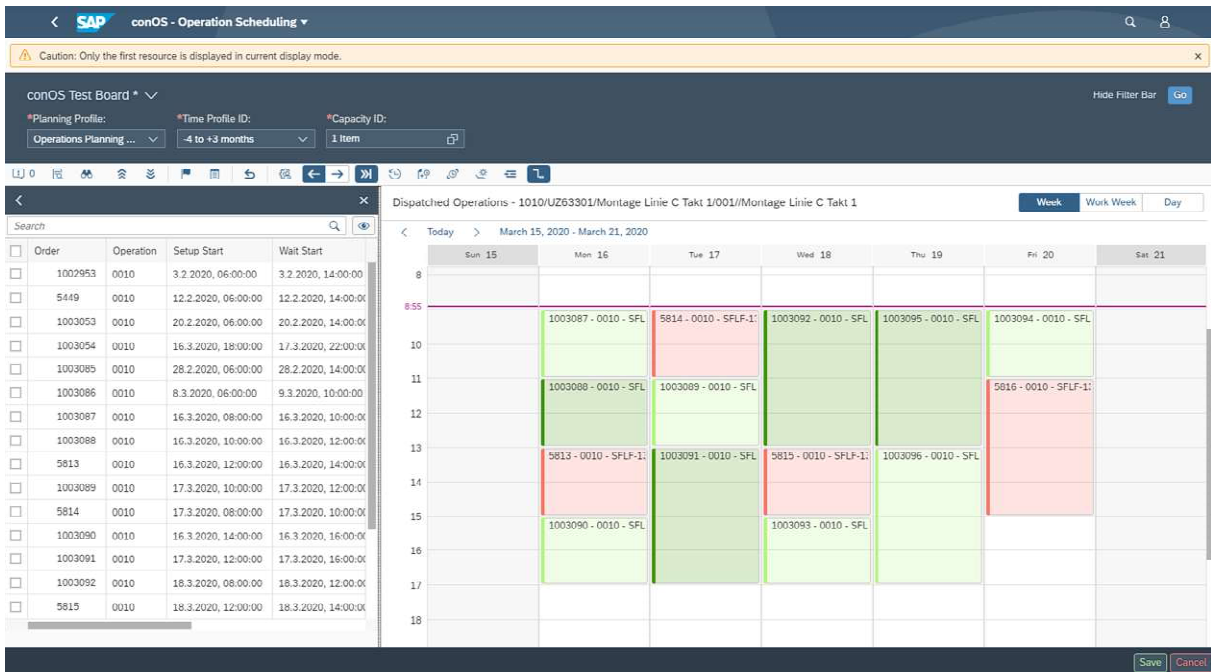 SAP conOS - Operation Scheduling
Caution: Only the first resource is displayed in current display mode.
conOS Test Board *
Hide Filter Bar Go
*Planning Profile: *Time Profile ID: *Capacity ID:
Operations Planning ... -4 to +3 months 1 Item
0
Dispatched Operations - 1010/UZ63301/Montage Linie C Takt 1/001//Montage Linie C Takt 1
Week Work Week Day
Search
Today March 15, 2020 - March 21, 2020
Order Operation Setup Start Wait Start
1002953 0010 3.2.2020, 06:00:00 3.2.2020, 14:00:00
5449 0010 12.2.2020, 06:00:00 12.2.2020, 14:00:0
1003053 0010 20.2.2020, 06:00:00 20.2.2020, 14:00:0
1003054 0010 16.3.2020, 18:00:00 17.3.2020, 22:00:0
1003085 0010 28.2.2020, 06:00:00 28.2.2020, 14:00:0
1003086 0010 8.3.2020, 06:00:00 9.3.2020, 10:00:00
1003087 0010 16.3.2020, 08:00:00 16.3.2020, 10:00:0
1003088 0010 16.3.2020, 10:00:00 16.3.2020, 12:00:0
5813 0010 16.3.2020, 12:00:00 16.3.2020, 14:00:0
1003089 0010 17.3.2020, 10:00:00 17.3.2020, 12:00:0
5814 0010 17.3.2020, 08:00:00 17.3.2020, 10:00:0
1003090 0010 16.3.2020, 14:00:00 16.3.2020, 16:00:0
1003091 0010 17.3.2020, 12:00:00 17.3.2020, 16:00:0
1003092 0010 18.3.2020, 08:00:00 18.3.2020, 12:00:0
5815 0010 18.3.2020, 12:00:00 18.3.2020, 14:00:0
Sun 15 Mon 16 Tue 17 Wed 18 Thu 19 Fri 20 Sat 21
8
8:55
1003087 - 0010 - SFL 5814 - 0010 - SFLF-1 1003092 - 0010 - SFL 1003095 - 0010 - SFL 1003094 - 0010 - SFL
10
11
1003088 - 0010 - SFL 1003089 - 0010 - SFL 5816 - 0010 - SFLF-1
12
13
5813 - 0010 - SFLF-1 1003091 - 0010 - SFL 5815 - 0010 - SFLF-1 1003096 - 0010 - SFL
14
15
1003090 - 0010 - SFL 1003093 - 0010 - SFL
16
17
18
Save Cancel